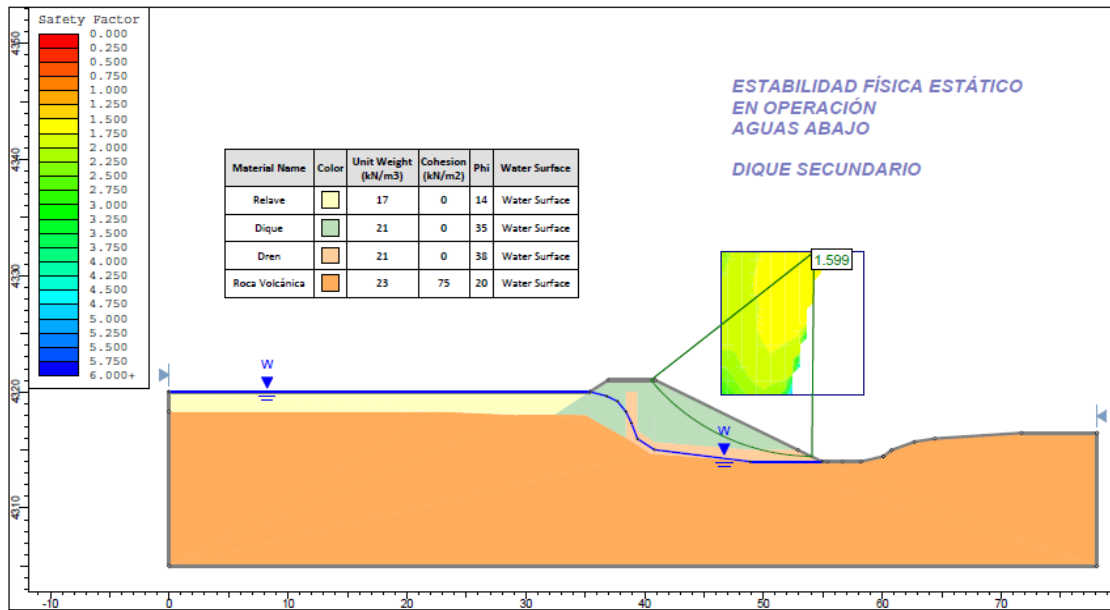 Safety Factor
0.000
0.250
0.500
0.750
1.000
1.250
1.500
1.750
2.000
2.250
2.500
2.750
3.000
3.250
3.500
3.750
4.000
4.250
4.500
4.750
5.000
5.250
5.500
5.750
6.000+
ESTABILIDAD FÍSICA ESTÁTICO
EN OPERACIÓN
AGUAS ABAJO
DIQUE SECUNDARIO
Material Name Color Unit Weight (kN/m3) Cohesion (kN/m2) Phi Water Surface
Relave 17 0 14 Water Surface
Dique 21 0 35 Water Surface
Dren 21 0 38 Water Surface
Roca Volcánica 23 75 20 Water Surface
1.599
W
W
4350
4340
4330
4320
4310
-10 0 10 20 30 40 50 60 70